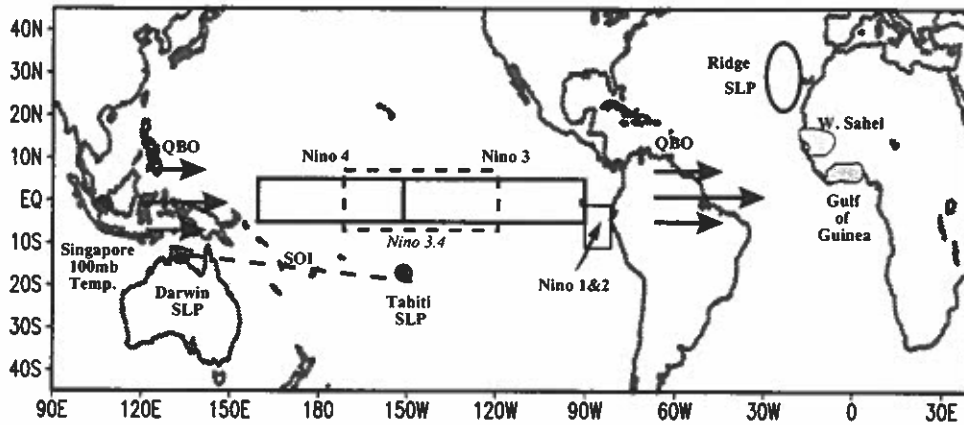 40N
30N
20N
10N
EQ
10S
20S
30S
40S
90E
120E
150E
180
150W
120W
90W
60W
30W
0
30E
QBO
Nino 4
Nino 3
QBO
Ridge
SLP
W. Sahel
Gulf
of
Guinea
Nino 3.4
Singapore
100mb
Temp.
SOI
Darwin
SLP
Tahiti
SLP
Nino 1&2